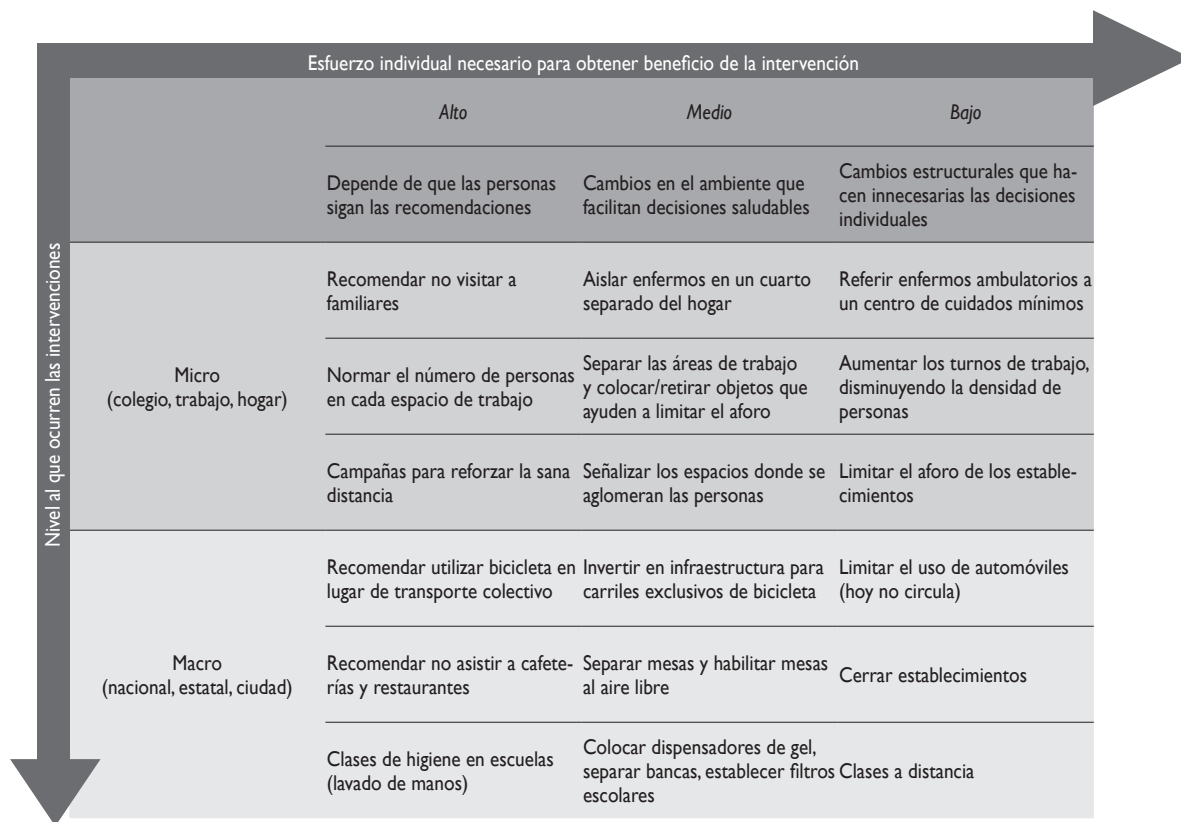 Esfuerzo individual necesario para obtener beneficio de la intervención
Nivel al que ocurren las intervenciones
Alto
Medio
Bajo
Depende de que las personas
sigan las recomendaciones
Cambios en el ambiente que
facilitan decisiones saludables
Cambios estructurales que ha-
cen innecesarias las decisiones
individuales
Micro
(colegio, trabajo, hogar)
Recomendar no visitar a
familiares
Aislar enfermos en un cuarto
separado del hogar
Referir enfermos ambulatorios a
un centro de cuidados mínimos
Normar el número de personas
en cada espacio de trabajo
Separar las áreas de trabajo
y colocar/retirar objetos que
ayuden a limitar el aforo
Aumentar los turnos de trabajo,
disminuyendo la densidad de
personas
Campañas para reforzar la sana
distancia
Señalizar los espacios donde se
aglomeran las personas
Limitar el aforo de los estable-
cimientos
Macro
(nacional, estatal, ciudad)
Recomendar utilizar bicicleta en
lugar de transporte colectivo
Invertir en infraestructura para
carriles exclusivos de bicicleta
Limitar el uso de automóviles
(hoy no circula)
Recomendar no asistir a cafete-
rías y restaurantes
Separar mesas y habilitar mesas
al aire libre
Cerrar establecimientos
Clases de higiene en escuelas
(lavado de manos)
Colocar dispensadores de gel,
separar bancas, establecer filtros
escolares
Clases a distancia